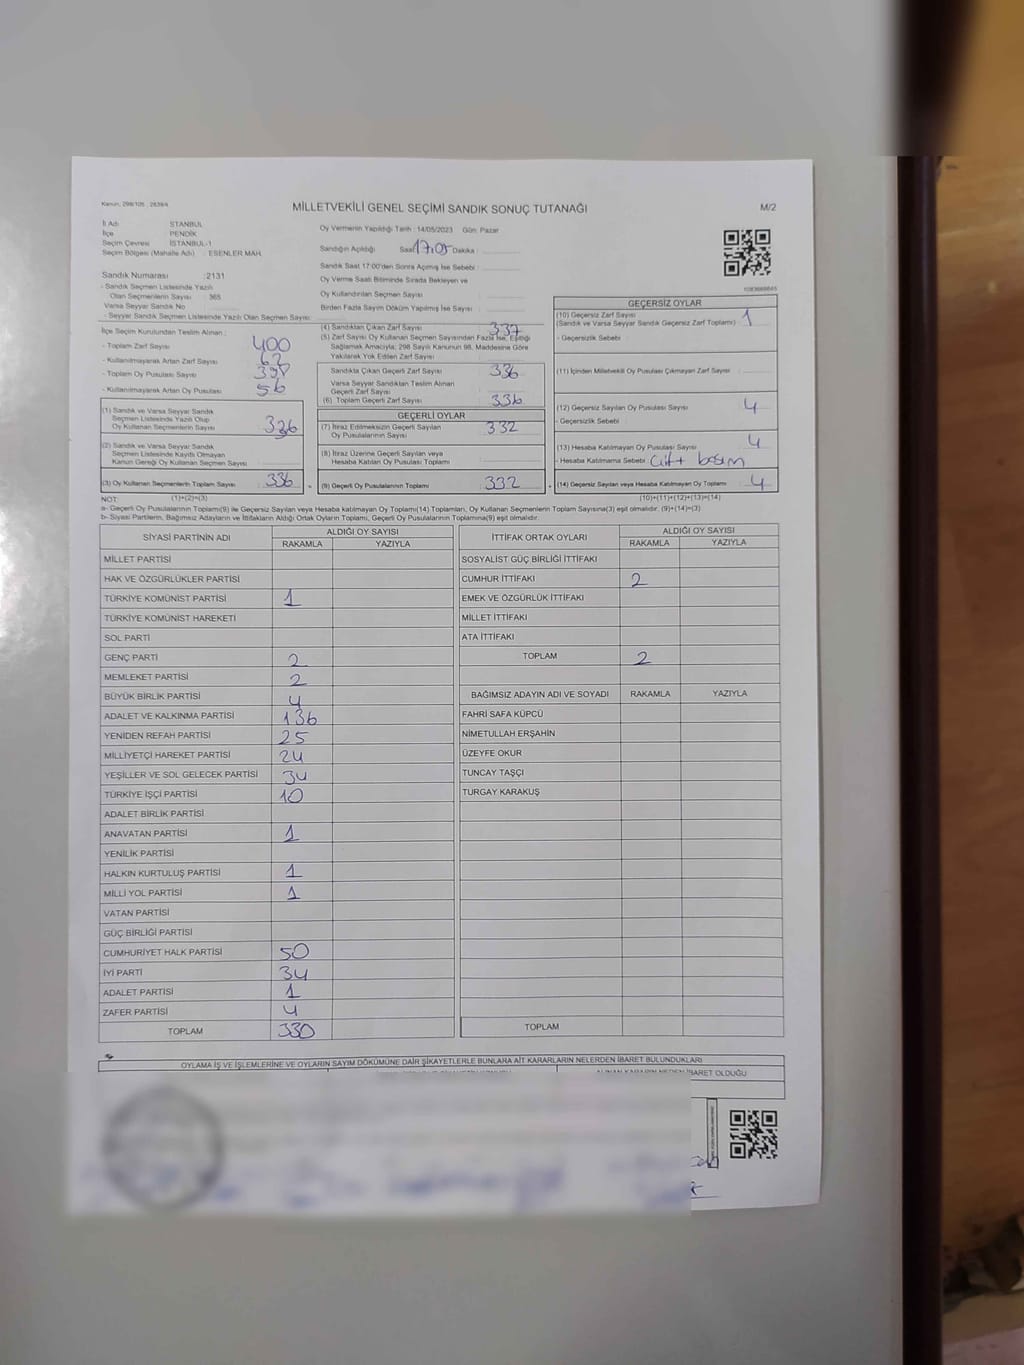 Kanun: 298/105 , 2839/4
MİLLETVEKİLİ GENEL SEÇİMİ SANDIK SONUÇ TUTANAĞI
M/2
İl Adı : İSTANBUL
İlçe : PENDİK
Seçim Çevresi : İSTANBUL-1
Seçim Bölgesi (Mahalle Adı) : ESENLER MAH.
Oy Vermenin Yapıldığı Tarih : 14/05/2023 Gün: Pazar
Sandığın Açıldığı Saat 17:05 Dakika :
Sandık Saat 17:00'den Sonra Açılmış İse Sebebi :
Oy Verme Saati Bitiminde Sırada Bekleyen ve
Oy Kullandırılan Seçmen Sayısı
Birden Fazla Sayım Döküm Yapılmış İse Sayısı :
Sandık Numarası : 2131
- Sandık Seçmen Listesinde Yazılı
Olan Seçmenlerin Sayısı : 365
Varsa Seyyar Sandık No
- Seyyar Sandık Seçmen Listesinde Yazılı Olan Seçmen Sayısı:
İlçe Seçim Kurulundan Teslim Alınan :
- Toplam Zarf Sayısı 400
- Kullanılmayarak Artan Zarf Sayısı
- Toplam Oy Pusulası Sayısı
- Kullanılmayarak Artan Oy Pusulası 56
(1) Sandık ve Varsa Seyyar Sandık
Seçmen Listesinde Yazılı Olup
Oy Kullanan Seçmen Sayısı
(2) Sandık ve Varsa Seyyar Sandık
Seçmen Listesinde Kayıtlı Olmayan
Kanun Gereği Oy Kullanan Seçmen Sayısı
(3) Oy Kullanan Seçmenlerin Toplam Sayısı 336
(4) Sandıktan Çıkan Zarf Sayısı 337
(5) Zarf Sayısı Oy Kullanan Seçmen Sayısından Fazla İse, Eşitliği
Sağlamak Amacıyla; 298 Sayılı Kanunun 98. Maddesine Göre
Yakılarak Yok Edilen Zarf Sayısı
Sandıkta Çıkan Geçerli Zarf Sayısı 336
Varsa Seyyar Sandıktan Teslim Alınan
Geçerli Zarf Sayısı
(6) Toplam Geçerli Zarf Sayısı 336
GEÇERLİ OYLAR
(7) İtiraz Edilmeksizin Geçerli Sayılan
Oy Pusulalarının Sayısı 332
(8) İtiraz Üzerine Geçerli Sayılan veya
Hesaba Katılan Oy Pusulası Toplamı
(9) Geçerli Oy Pusulalarının Toplamı 332
GEÇERSİZ OYLAR
(10) Geçersiz Zarf Sayısı
(Sandık ve Varsa Seyyar Sandık Geçersiz Zarf Toplamı) 1
- Geçersizlik Sebebi
(11) İçinden Milletvekili Oy Pusulası Çıkmayan Zarf Sayısı
(12) Geçersiz Sayılan Oy Pusulası Sayısı 4
- Geçersizlik Sebebi
(13) Hesaba Katılmayan Oy Pusulası Sayısı 4
- Hesaba Katılmama Sebebi Çift basım
(14) Geçersiz Sayılan veya Hesaba Katılmayan Oy Toplamı 4
NOT: (1)+(2)=(3)
(10)+(11)+(12)+(13)=(14)
a- Geçerli Oy Pusulalarının Toplamı(9) ile Geçersiz Sayılan veya Hesaba katılmayan Oy Toplamı(14) Toplamları, Oy Kullanan Seçmenlerin Toplam Sayısına(3) eşit olmalıdır. (9)+(14)=(3)
b- Siyasi Partilerin, Bağımsız Adayların ve İttifakların Aldığı Ortak Oyların Toplamı, Geçerli Oy Pusulalarının Toplamına(9) eşit olmalıdır.
SİYASİ PARTİNİN ADI
ALDIĞI OY SAYISI
RAKAMLA YAZIYLA
MİLLET PARTİSİ
HAK VE ÖZGÜRLÜKLER PARTİSİ
TÜRKİYE KOMÜNİST PARTİSİ 1
TÜRKİYE KOMÜNİST HAREKETİ
SOL PARTİ
GENÇ PARTİ 2
MEMLEKET PARTİSİ 2
BÜYÜK BİRLİK PARTİSİ 4
ADALET VE KALKINMA PARTİSİ 136
YENİDEN REFAH PARTİSİ 25
MİLLİYETÇİ HAREKET PARTİSİ 24
YEŞİLLER VE SOL GELECEK PARTİSİ 34
TÜRKİYE İŞÇİ PARTİSİ 10
ADALET BİRLİK PARTİSİ
ANAVATAN PARTİSİ 1
YENİLİK PARTİSİ
HALKIN KURTULUŞ PARTİSİ 1
MİLLİ YOL PARTİSİ 1
VATAN PARTİSİ
GÜÇ BİRLİĞİ PARTİSİ
CUMHURİYET HALK PARTİSİ 50
İYİ PARTİ 34
ADALET PARTİSİ 1
ZAFER PARTİSİ 4
TOPLAM 330
İTTİFAK ORTAK OYLARI
ALDIĞI OY SAYISI
RAKAMLA YAZIYLA
SOSYALİST GÜÇ BİRLİĞİ İTTİFAKI
CUMHUR İTTİFAKI 2
EMEK VE ÖZGÜRLÜK İTTİFAKI
MİLLET İTTİFAKI
ATA İTTİFAKI
TOPLAM 2
BAĞIMSIZ ADAYIN ADI VE SOYADI RAKAMLA YAZIYLA
FAHRİ SAFA KÜPCÜ
NİMETULLAH ERŞAHİN
ÜZEYFE OKUR
TUNCAY TAŞÇI
TURGAY KARAKUŞ
TOPLAM
OYLAMA İŞ VE İŞLEMLERİNE VE OYLARIN SAYIM DÖKÜMÜNE DAİR ŞİKAYETLERLE BUNLARA AİT KARARLARIN NELERDEN İBARET BULUNDUKLARI
İBARET OLDUĞU